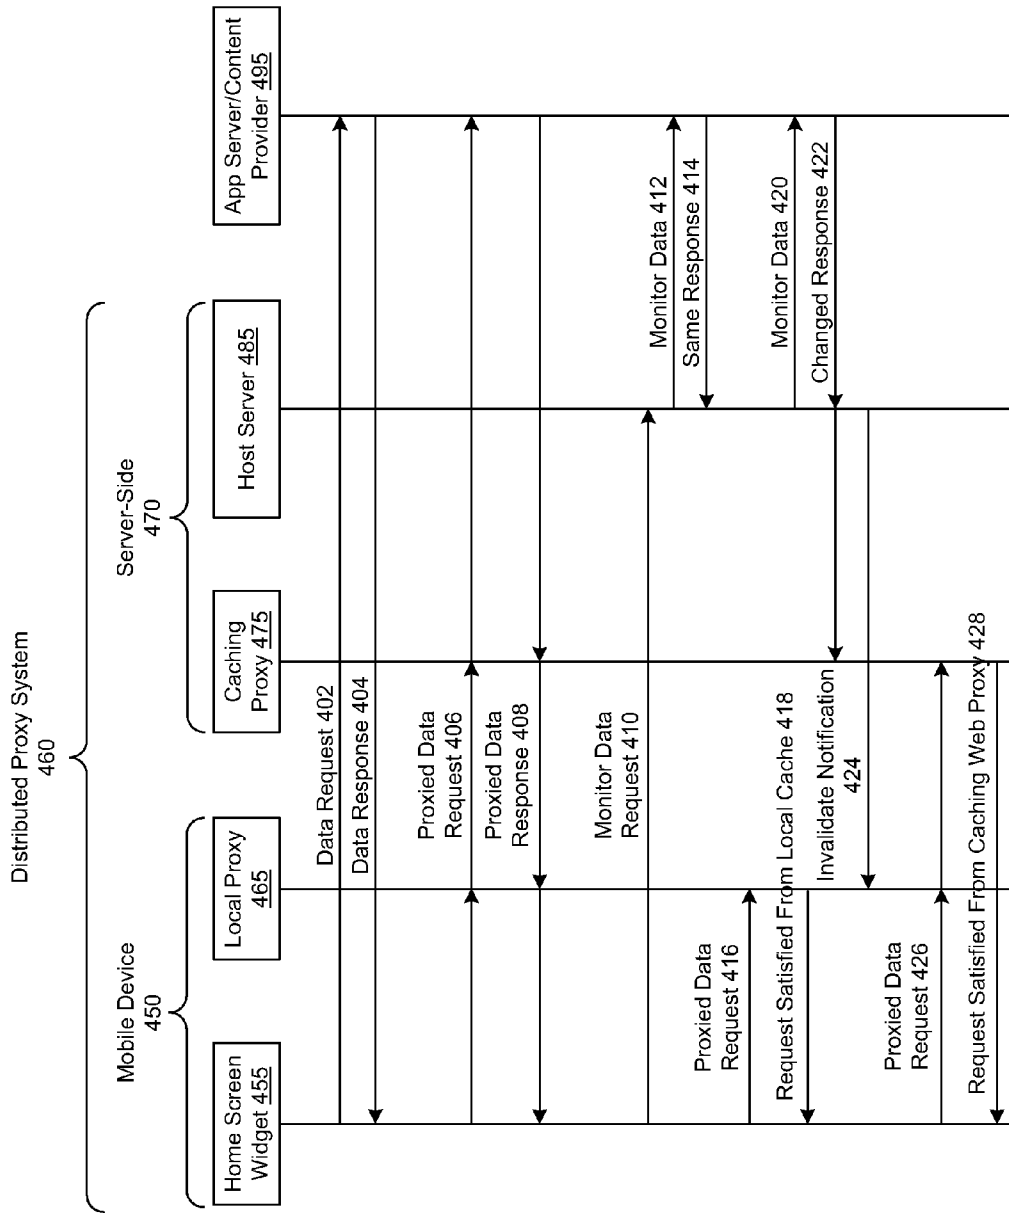 Distributed Proxy System
460
Mobile Device
450
Server-Side
470
Home Screen
Widget 455
Local Proxy
465
Caching
Proxy 475
Host Server 485
App Server/Content
Provider 495
Data Request 402
Data Response 404
Proxied Data
Request 406
Proxied Data
Response 408
Monitor Data
Request 410
Monitor Data 412
Same Response 414
Proxied Data
Request 416
Request Satisfied From Local Cache 418
Monitor Data 420
Changed Response 422
Invalidate Notification
424
Proxied Data
Request 426
Request Satisfied From Caching Web Proxy 428